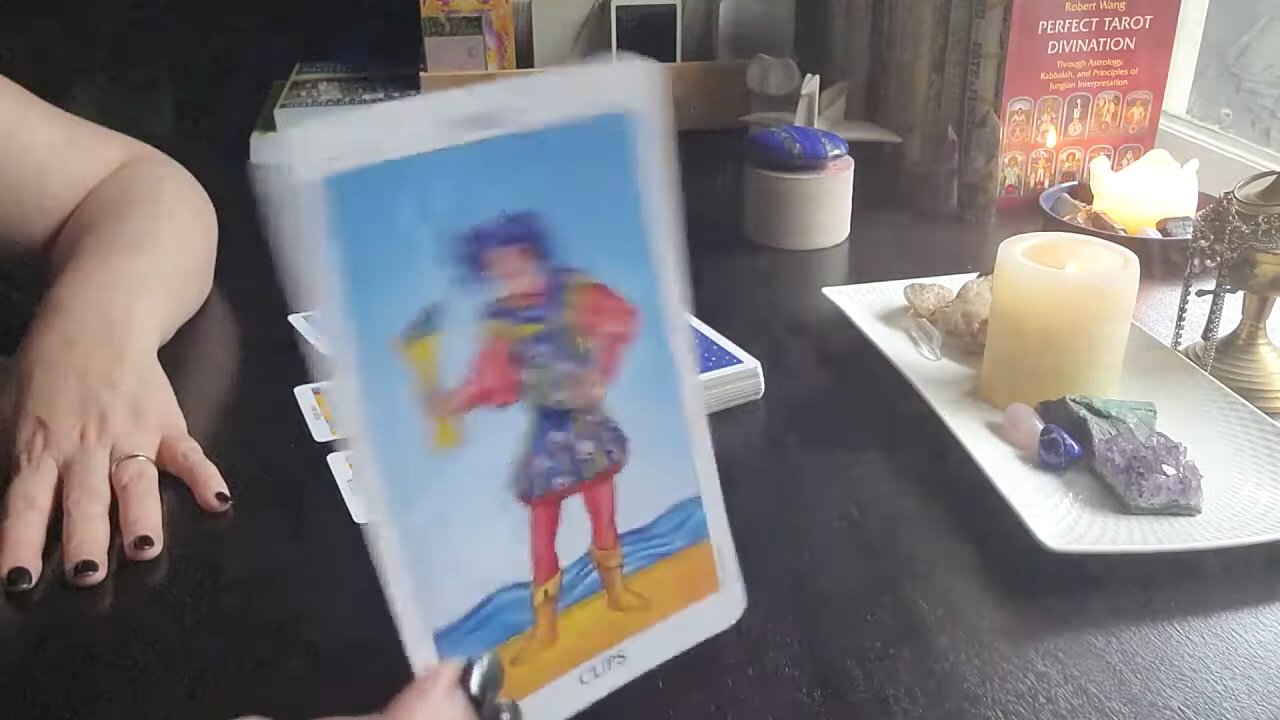 Robert Wang
PERFECT TAROT
DIVINATION
Through Astrology,
Kabbalah, and Principles of
Jungian Interpretation
CUPS